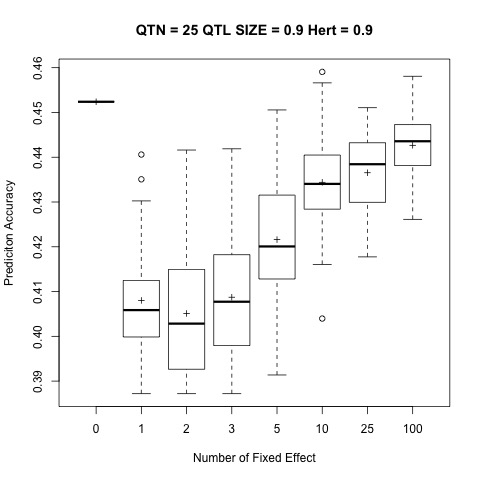 QTN = 25 QTL SIZE = 0.9 Hert = 0.9
Prediciton Accuracy
0.46
0.45
0.44
0.43
0.42
0.41
0.40
0.39
0 1 2 3 5 10 25 100
Number of Fixed Effect